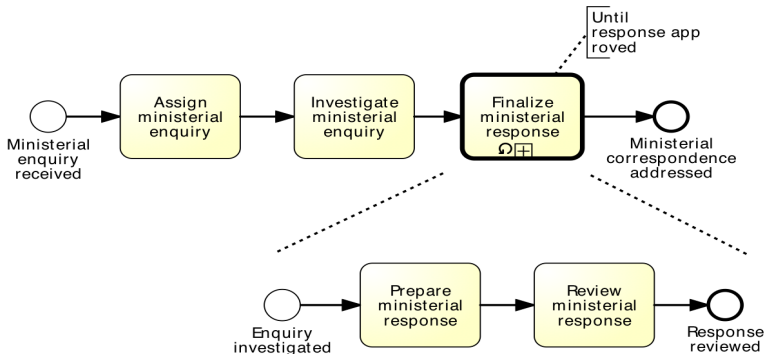 Until
response app
roved
Assign
ministerial
enquiry
Investigate
ministerial
enquiry
Finalize
ministerial
response
Ministerial
enquiry
received
Ministerial
correspondence
addressed
Prepare
ministerial
response
Review
ministerial
response
Enquiry
investigated
Response
reviewed